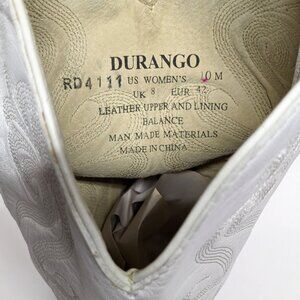 DURANGO
RD4111 US WOMEN'S 10 M
UK 8 EUR 42
LEATHER UPPER AND LINING
BALANCE
MAN MADE MATERIALS
MADE IN CHINA